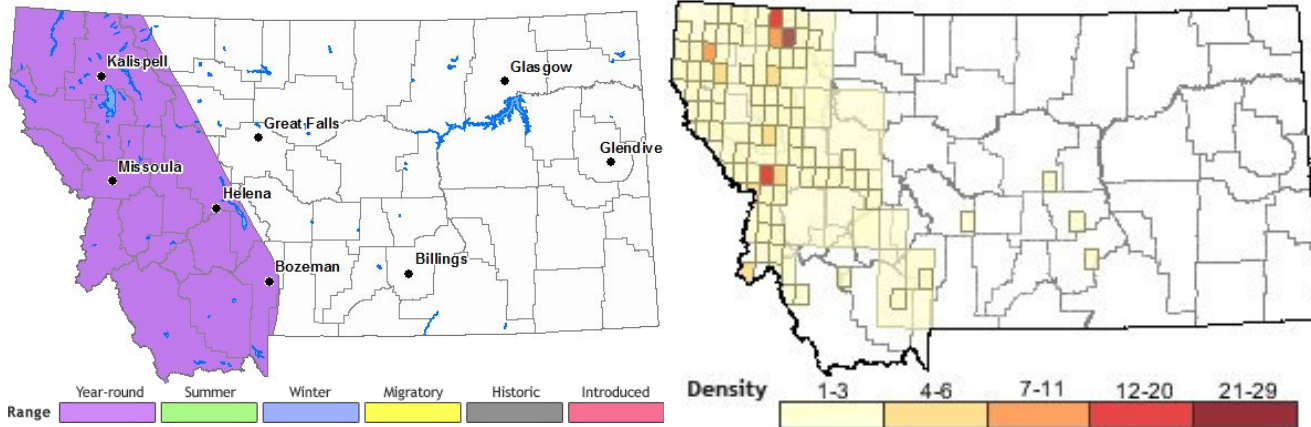 Kalispell
Glasgow
Great Falls
Glendive
Missoula
Helena
Billings
Bozeman
Year-round Summer Winter Migratory Historic Introduced
Range
Density 1-3 4-6 7-11 12-20 21-29